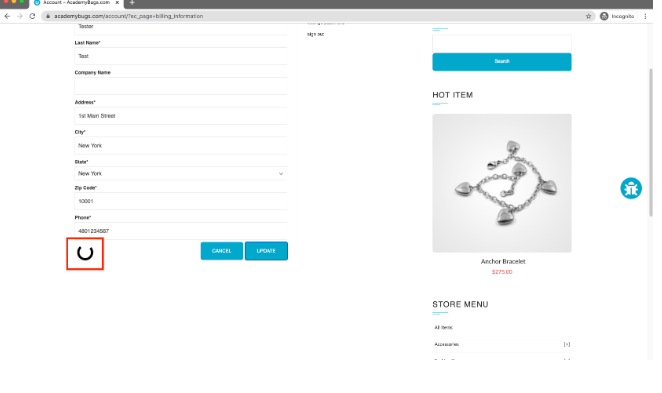 Account – AcademyBugs.com
academybugs.com/account/?ec_page=billing_information
Incognito
Tester
Last Name*
Test
Company Name
Address*
1st Main Street
City*
New York
State*
New York
Zip Code*
10001
Phone*
4801234567
CANCEL
UPDATE
sign out
Search
HOT ITEM
Anchor Bracelet
$275.00
STORE MENU
All Items
Accessories